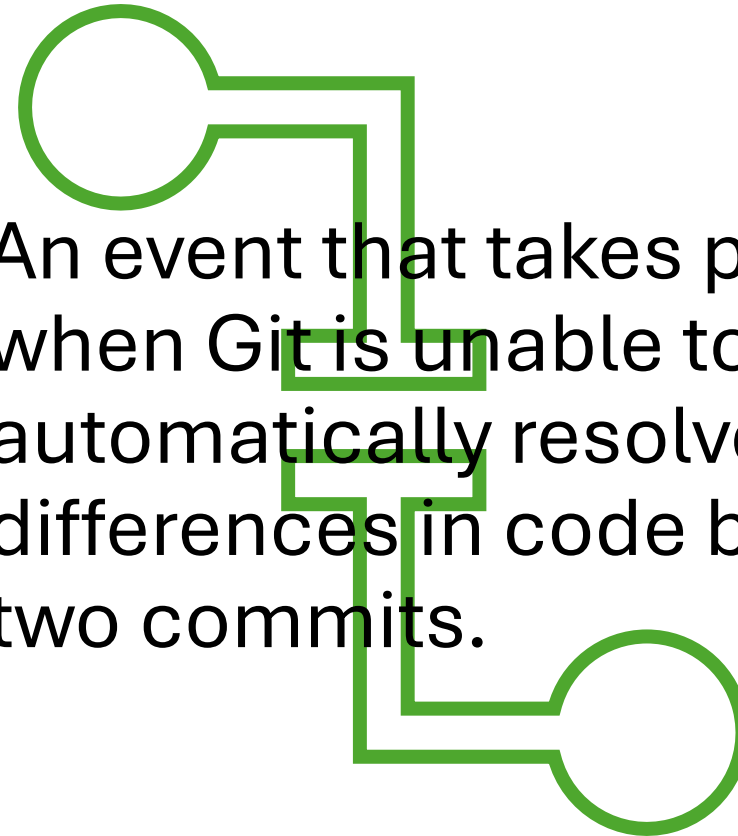 An event that takes p
when Git is unable to
automatically resolve
differences in code b
two commits.